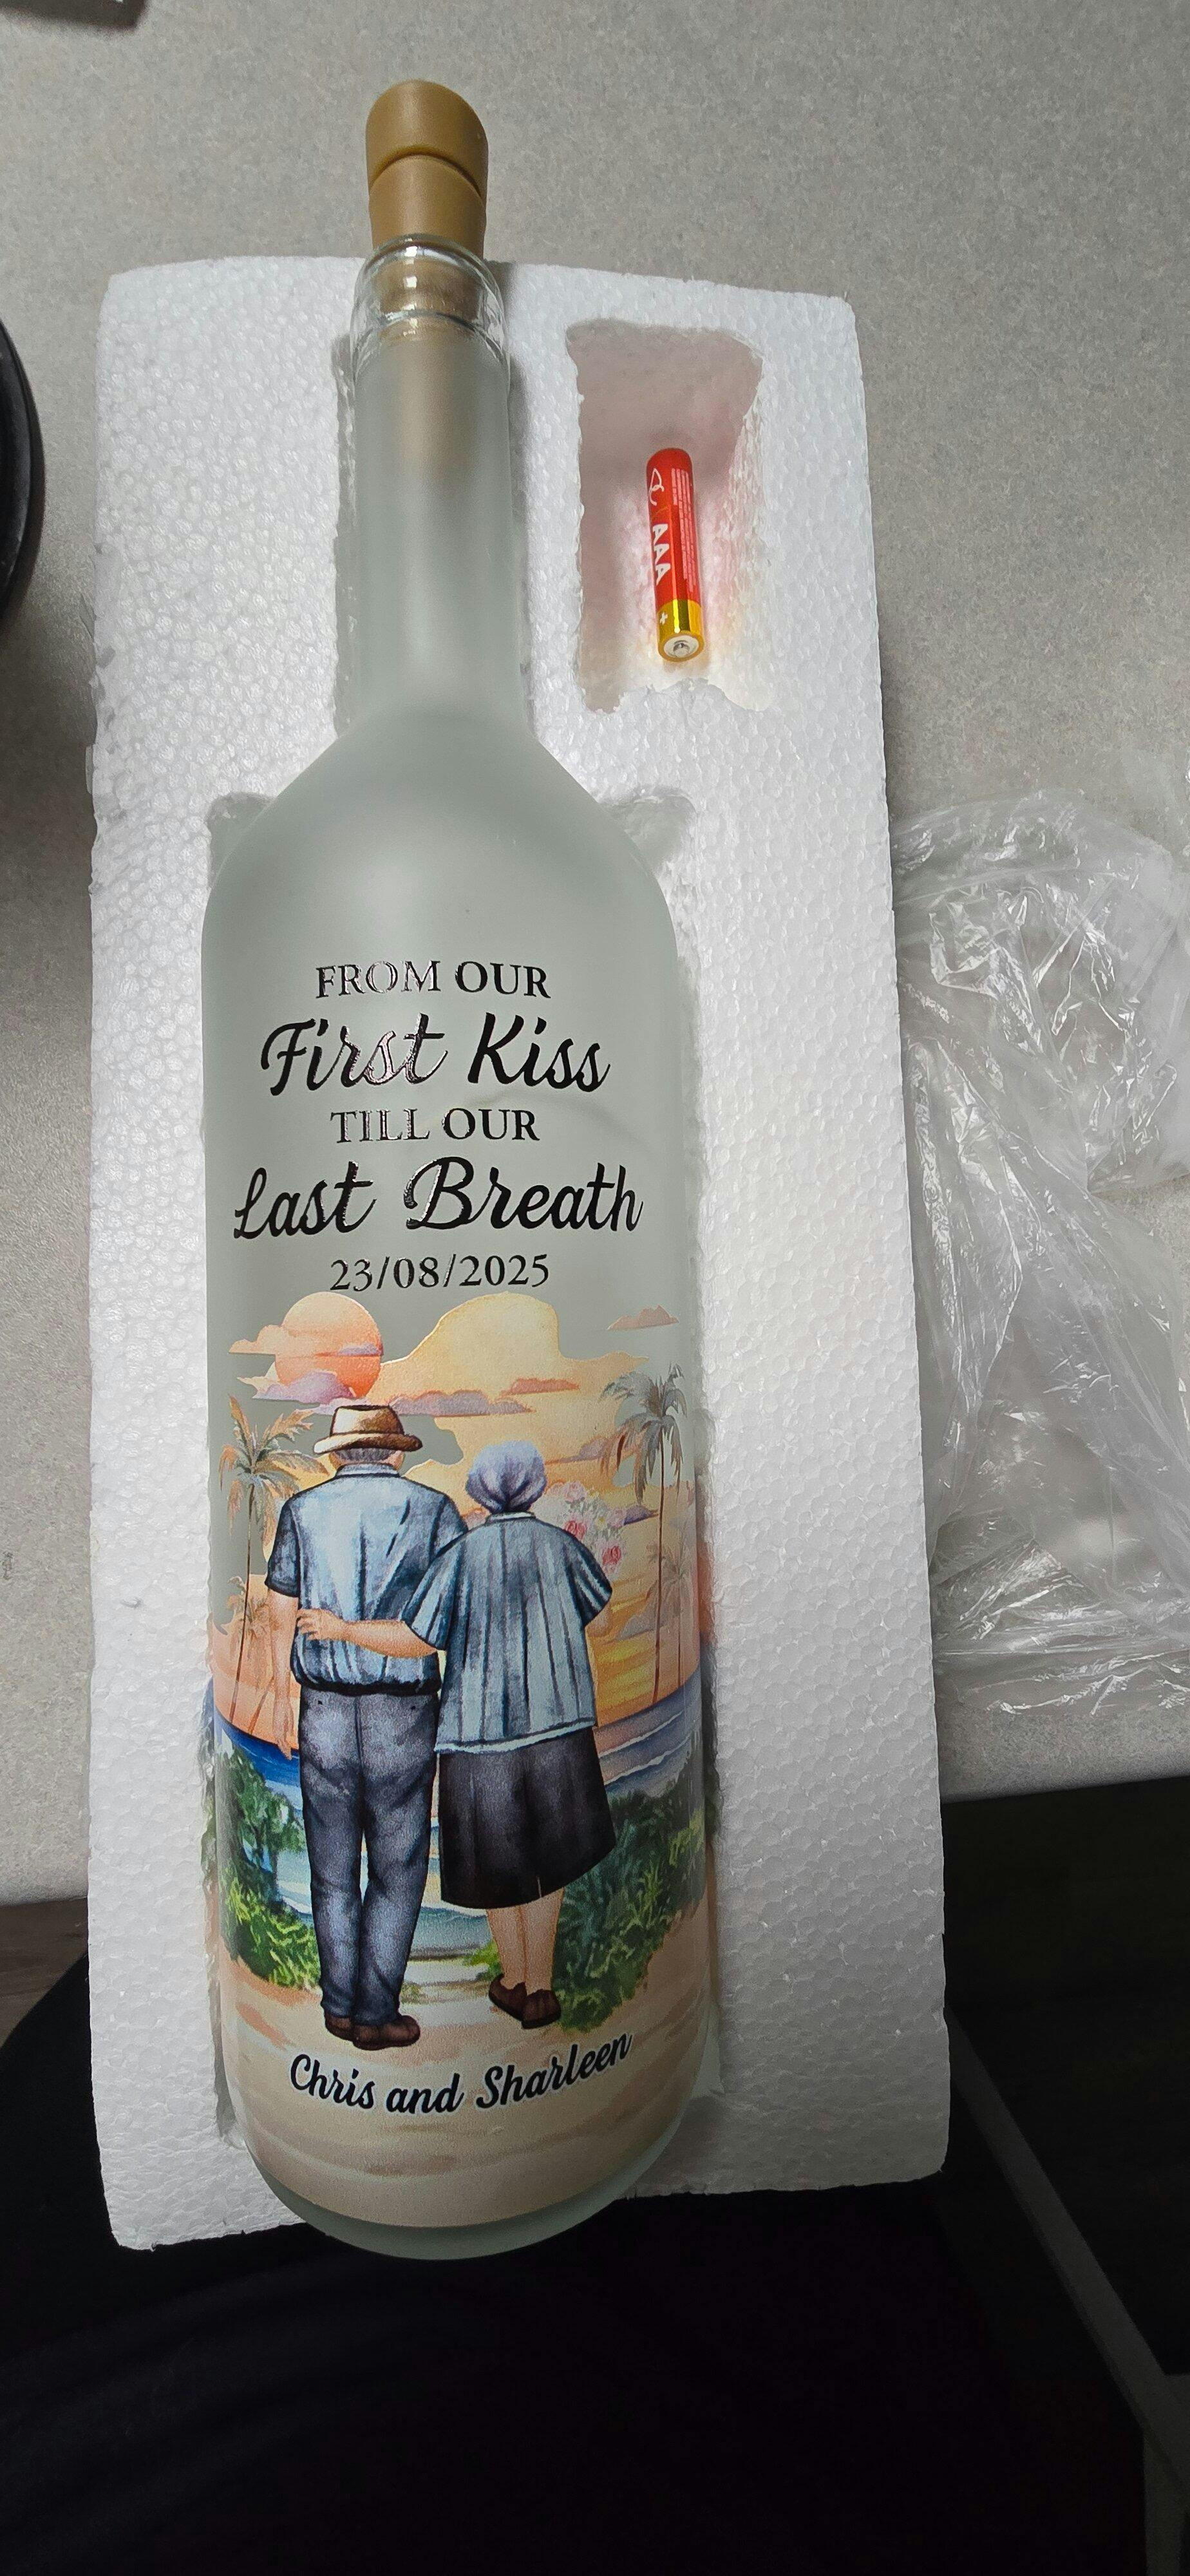 FROM OUR
First Kiss
TILL OUR
Last Breath
23/08/2025
Chris and Sharleen
AAA
+